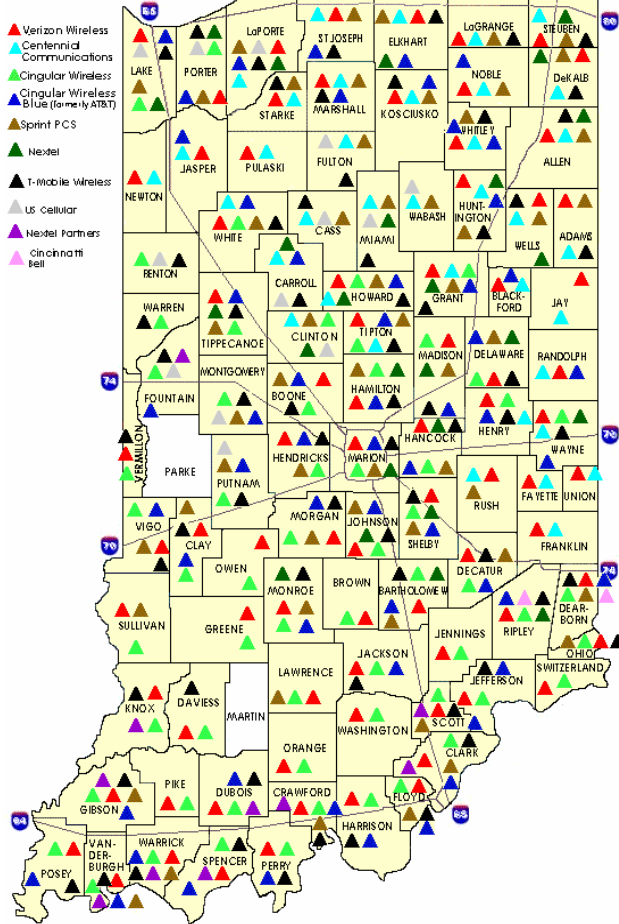 65
80
Verizon Wireless
Centennial
Communications
Cingular Wireless
Cingular Wireless
Blue (formerly AT&T)
Sprint PCS
Nextel
T-Mobile Wireless
US Cellular
Nextel Partners
Cincinnatti
Bell
LAKE
PORTER
LaPORTE
ST JOSEPH
ELKHART
LaGRANGE
STEUBEN
NOBLE
DeKALB
STARKE
MARSHALL
KOSCIUSKO
WHITLEY
ALLEN
JASPER
PULASKI
FULTON
NEWTON
WHITE
CASS
MIAMI
WABASH
HUNT-
INGTON
WELLS
ADAMS
BENTON
CARROLL
HOWARD
GRANT
BLACK-
FORD
JAY
WARREN
TIPPECANOE
CLINTON
TIPTON
MADISON
DELAWARE
RANDOLPH
74
FOUNTAIN
MONTGOMERY
BOONE
HAMILTON
HENRY
WAYNE
70
VERMILLON
PARKE
PUTNAM
HENDRICKS
MARION
HANCOCK
RUSH
FAYETTE
UNION
VIGO
CLAY
MORGAN
JOHNSON
SHELBY
FRANKLIN
70
OWEN
DECATUR
74
SULLIVAN
GREENE
MONROE
BROWN
BARTHOLOMEW
RIPLEY
DEAR-
BORN
JENNINGS
OHIO
SWITZERLAND
JEFFERSON
LAWRENCE
JACKSON
KNOX
DAVIESS
MARTIN
WASHINGTON
SCOTT
CLARK
ORANGE
GIBSON
PIKE
DUBOIS
CRAWFORD
FLOYD
HARRISON
64
65
POSEY
VAN-
DER-
BURGH
WARRICK
SPENCER
PERRY